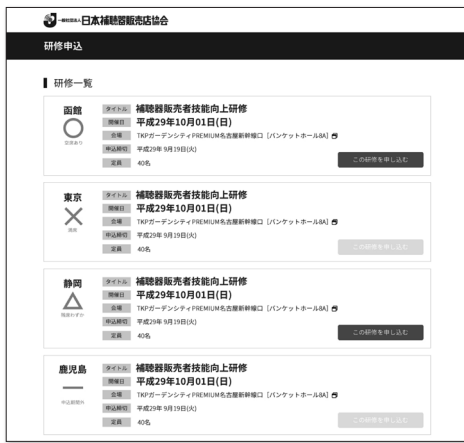 一般社団法人 日本補聴器販売店協会
研修申込
研修一覧
函館
空席あり
タイトル 補聴器販売者技能向上研修
開催日 平成29年10月01日(日)
会場 TKPガーデンシティPREMIUM名古屋新幹線口［バンケットホール8A］
申込締切 平成29年 9月19日(火)
定員 40名
この研修を申し込む
東京
満席
タイトル 補聴器販売者技能向上研修
開催日 平成29年10月01日(日)
会場 TKPガーデンシティPREMIUM名古屋新幹線口［バンケットホール8A］
申込締切 平成29年 9月19日(火)
定員 40名
この研修を申し込む
静岡
残席わずか
タイトル 補聴器販売者技能向上研修
開催日 平成29年10月01日(日)
会場 TKPガーデンシティPREMIUM名古屋新幹線口［バンケットホール8A］
申込締切 平成29年 9月19日(火)
定員 40名
この研修を申し込む
鹿児島
申込期間外
タイトル 補聴器販売者技能向上研修
開催日 平成29年10月01日(日)
会場 TKPガーデンシティPREMIUM名古屋新幹線口［バンケットホール8A］
申込締切 平成29年 9月19日(火)
定員 40名
この研修を申し込む